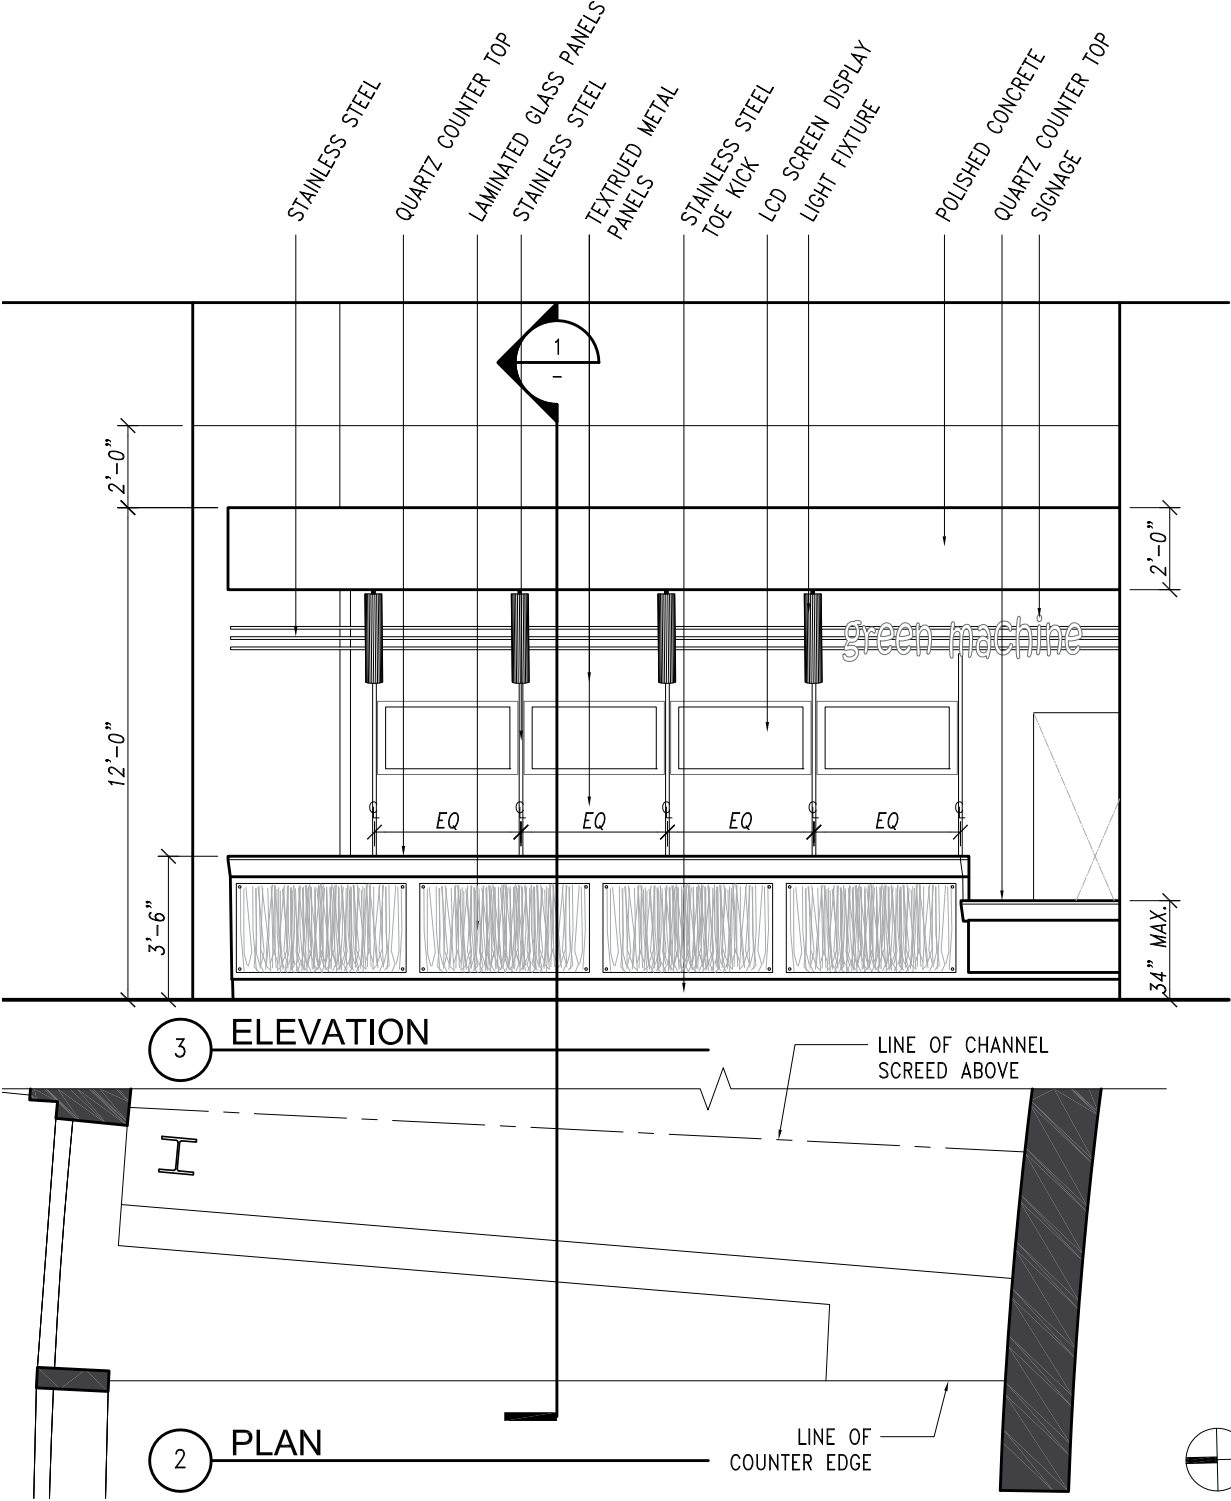 STAINLESS STEEL
QUARTZ COUNTER TOP
LAMINATED GLASS PANELS
STAINLESS STEEL
TEXTRUED METAL
PANELS
STAINLESS STEEL
TOE KICK
LCD SCREEN DISPLAY
LIGHT FIXTURE
POLISHED CONCRETE
QUARTZ COUNTER TOP
SIGNAGE
1
-
2'-0"
2'-0"
green machine
12'-0"
EQ
EQ
EQ
EQ
3'-6"
34" MAX.
3
ELEVATION
LINE OF CHANNEL
SCREED ABOVE
2
PLAN
LINE OF
COUNTER EDGE